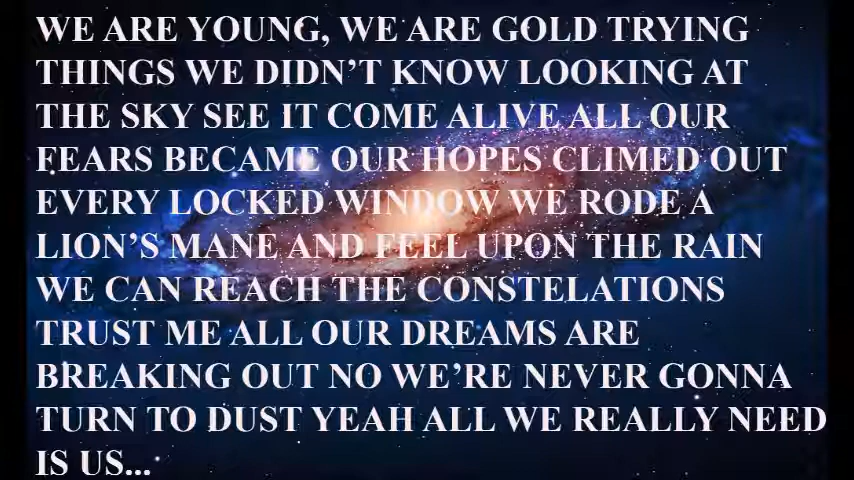 WE ARE YOUNG, WE ARE GOLD TRYING
THINGS WE DIDN’T KNOW LOOKING AT
THE SKY SEE IT COME ALIVE ALL OUR
FEARS BECAME OUR HOPES CLIMED OUT
EVERY LOCKED WINDOW WE RODE A
LION’S MANE AND FEEL UPON THE RAIN
WE CAN REACH THE CONSTELATIONS
TRUST ME ALL OUR DREAMS ARE
BREAKING OUT NO WE’RE NEVER GONNA
TURN TO DUST YEAH ALL WE REALLY NEED
IS US...